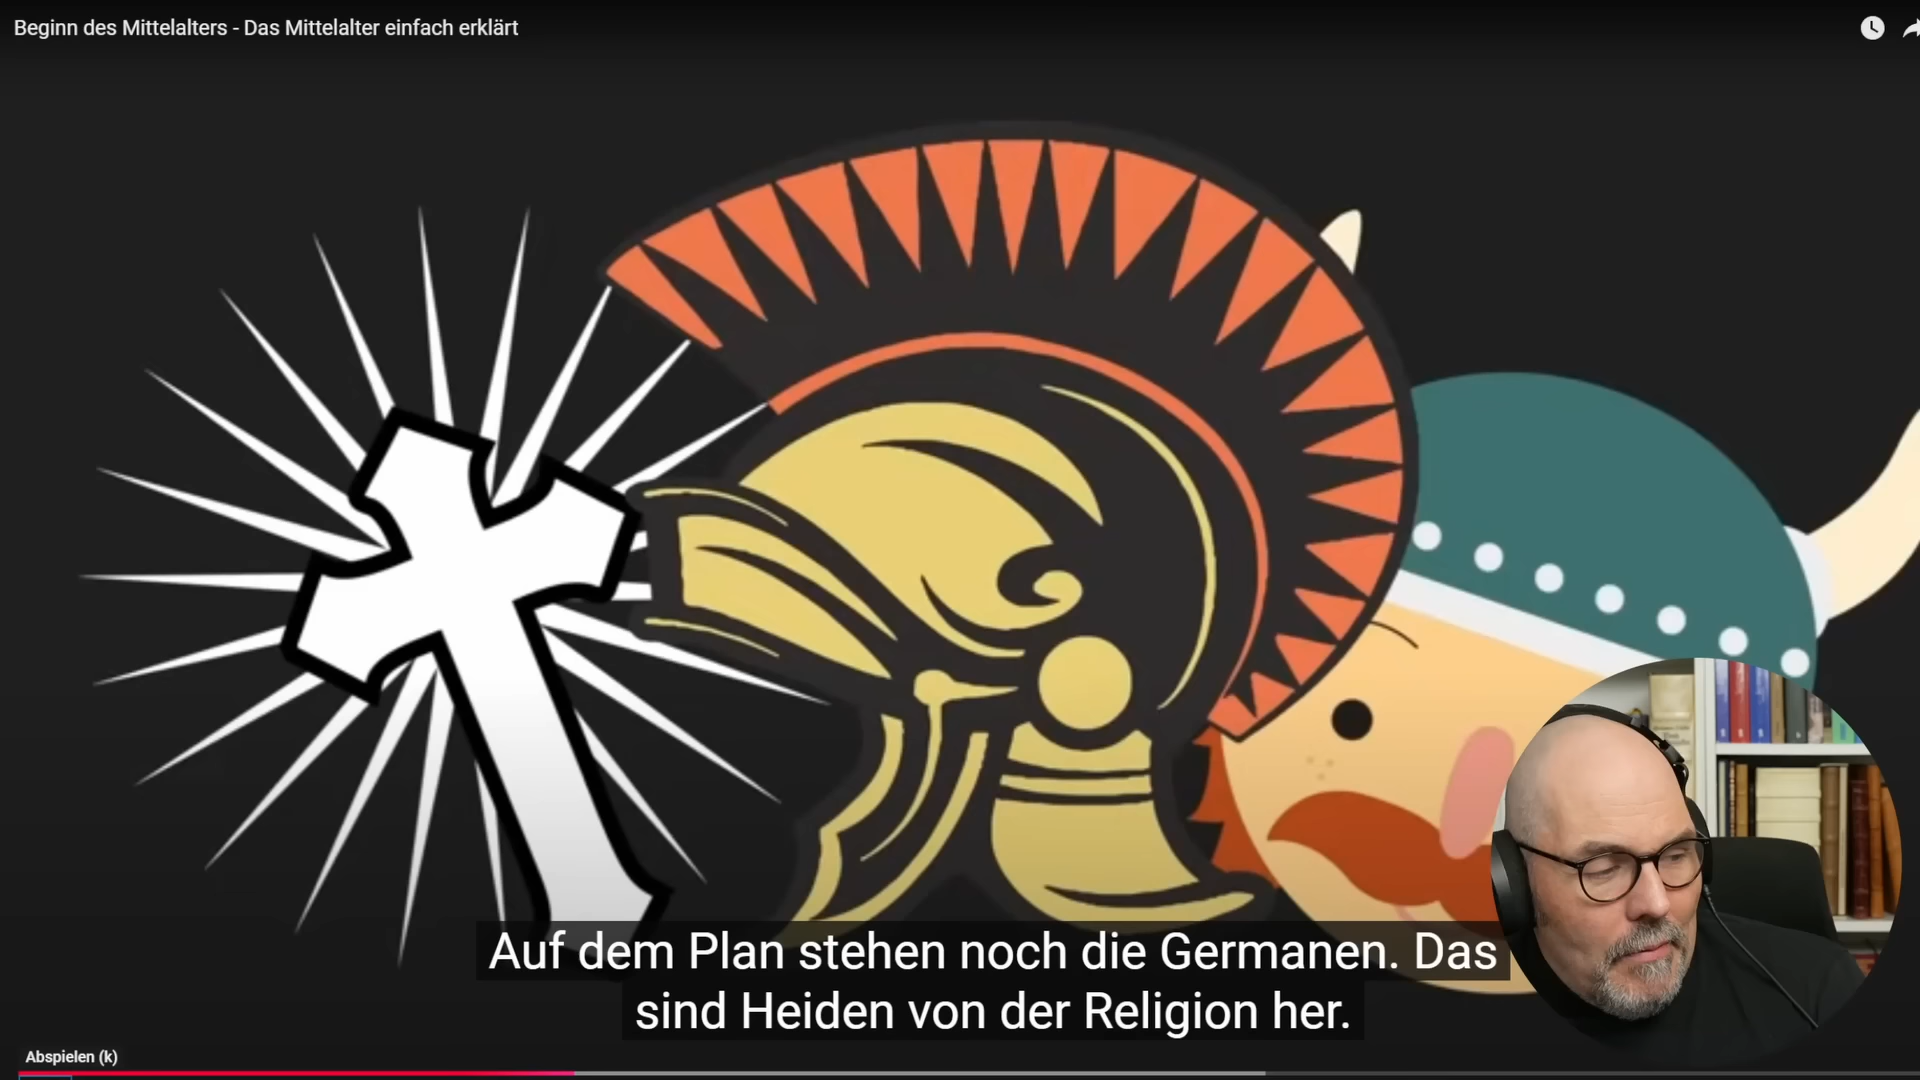 Beginn des Mittelalters - Das Mittelalter einfach erklärt
Auf dem Plan stehen noch die Germanen. Das
sind Heiden von der Religion her.
Abspielen (k)